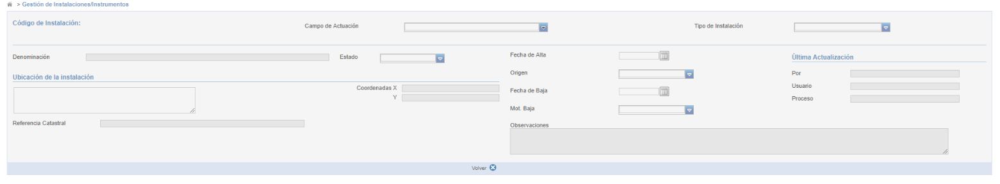 > Gestión de Instalaciones/Instrumentos
Código de Instalación:
Campo de Actuación
Tipo de Instalación
Denominación
Estado
Fecha de Alta
Última Actualización
Ubicación de la instalación
Origen
Por
Coordenadas X
Usuario
Fecha de Baja
Y
Proceso
Mot. Baja
Referencia Catastral
Observaciones
Volver